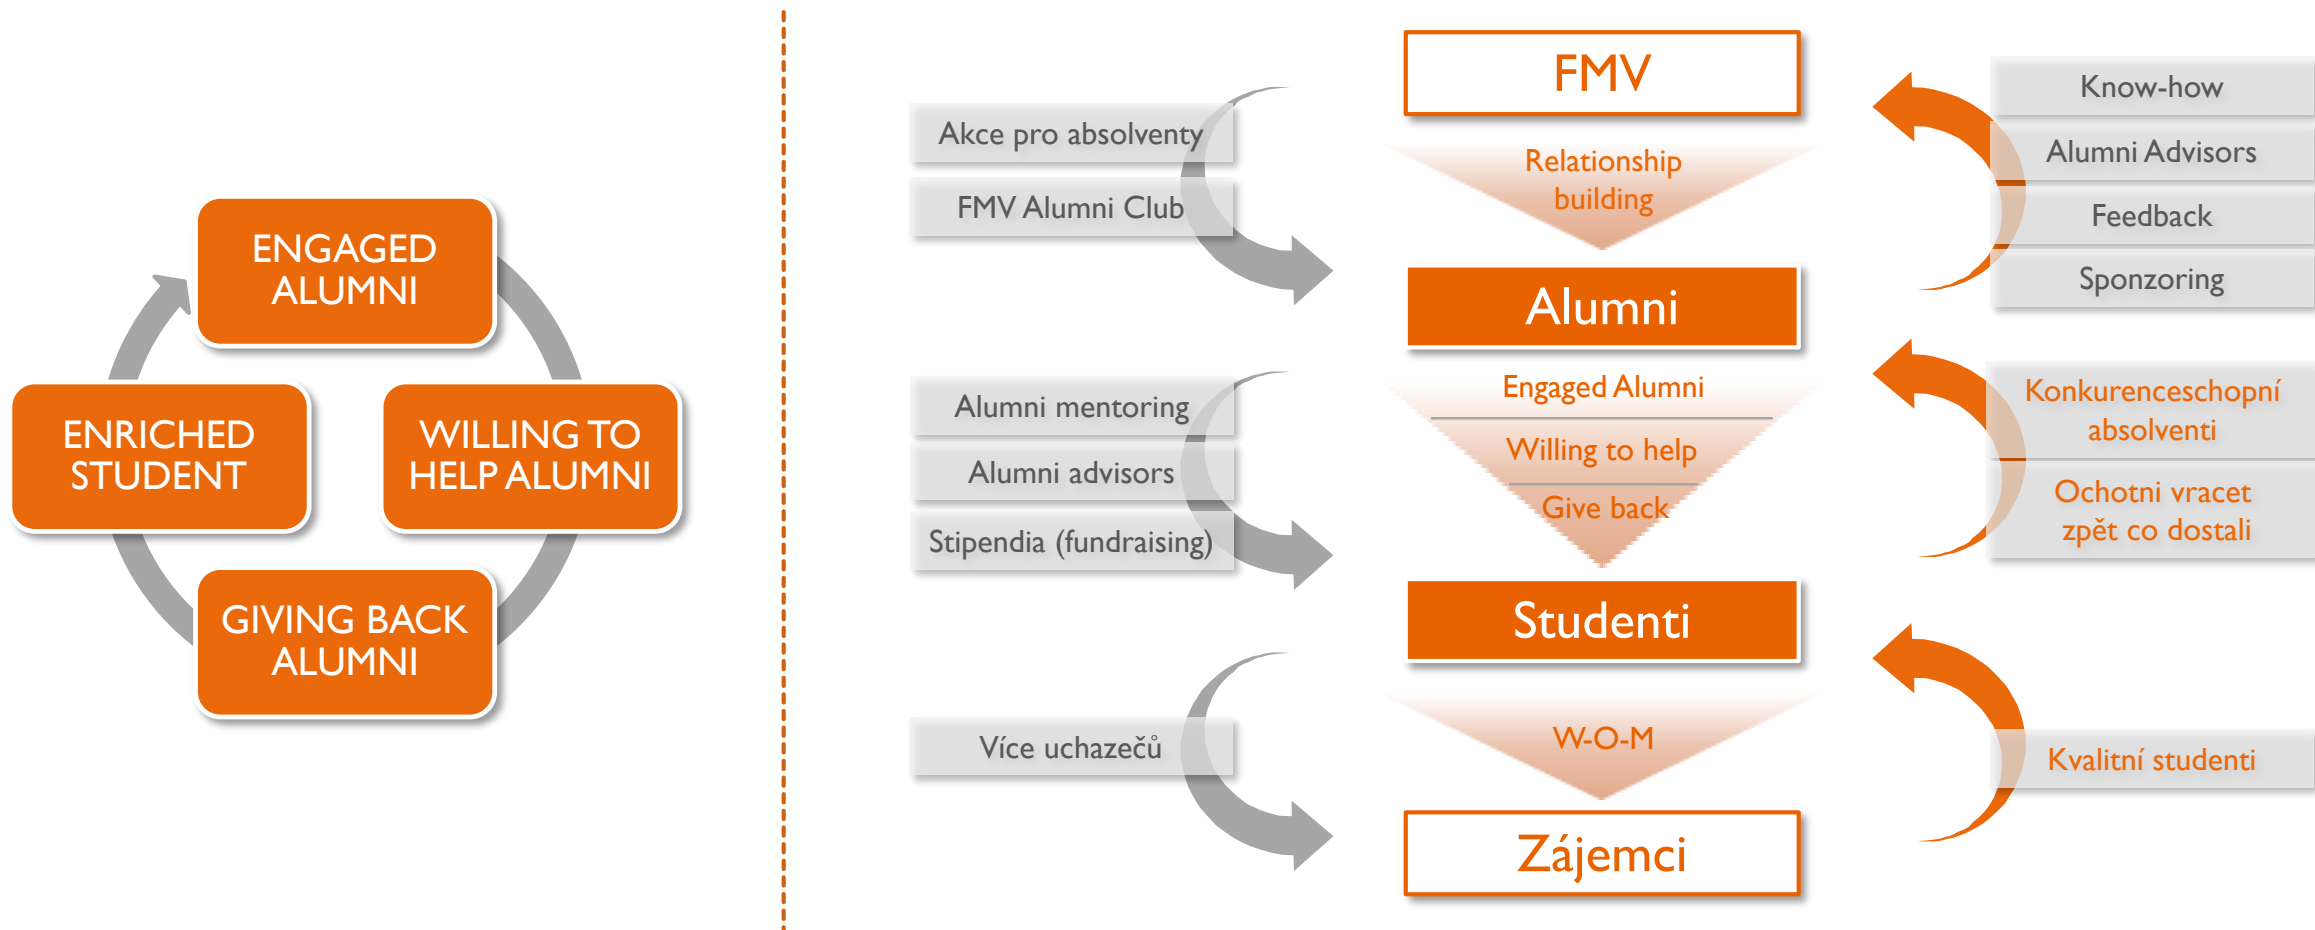 ENGAGED
ALUMNI
ENRICHED
STUDENT
WILLING TO
HELP ALUMNI
GIVING BACK
ALUMNI
FMV
Akce pro absolventy
FMV Alumni Club
Relationship
building
Know-how
Alumni Advisors
Feedback
Sponzoring
Alumni
Alumni mentoring
Alumni advisors
Stipendia (fundraising)
Engaged Alumni
Willing to help
Give back
Konkurenceschopní
absolventi
Ochotni vracet
zpět co dostali
Studenti
Více uchazečů
W-O-M
Kvalitní studenti
Zájemci